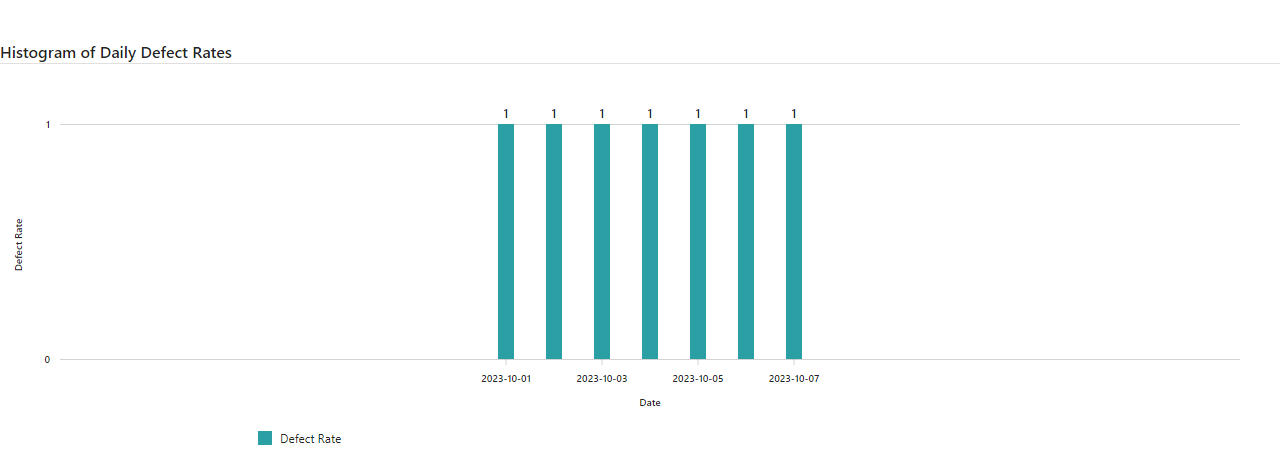 Histogram of Daily Defect Rates
1 1 1 1 1 1 1
1
Defect Rate
0
2023-10-01 2023-10-03 2023-10-05 2023-10-07
Date
Defect Rate